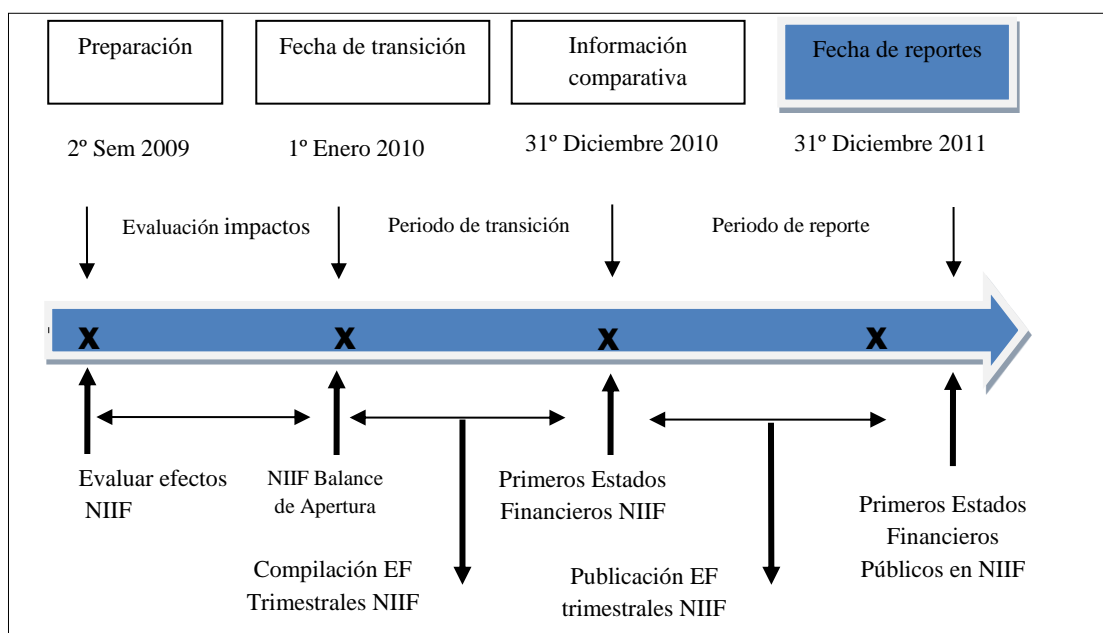 Preparación
Fecha de transición
Información
comparativa
Fecha de reportes
2º Sem 2009
1º Enero 2010
31º Diciembre 2010
31º Diciembre 2011
Evaluación impactos
Periodo de transición
Periodo de reporte
X X X X
Evaluar efectos
NIIF
NIIF Balance
de Apertura
Primeros Estados
Financieros NIIF
Primeros Estados
Financieros
Públicos en NIIF
Compilación EF
Trimestrales NIIF
Publicación EF
trimestrales NIIF